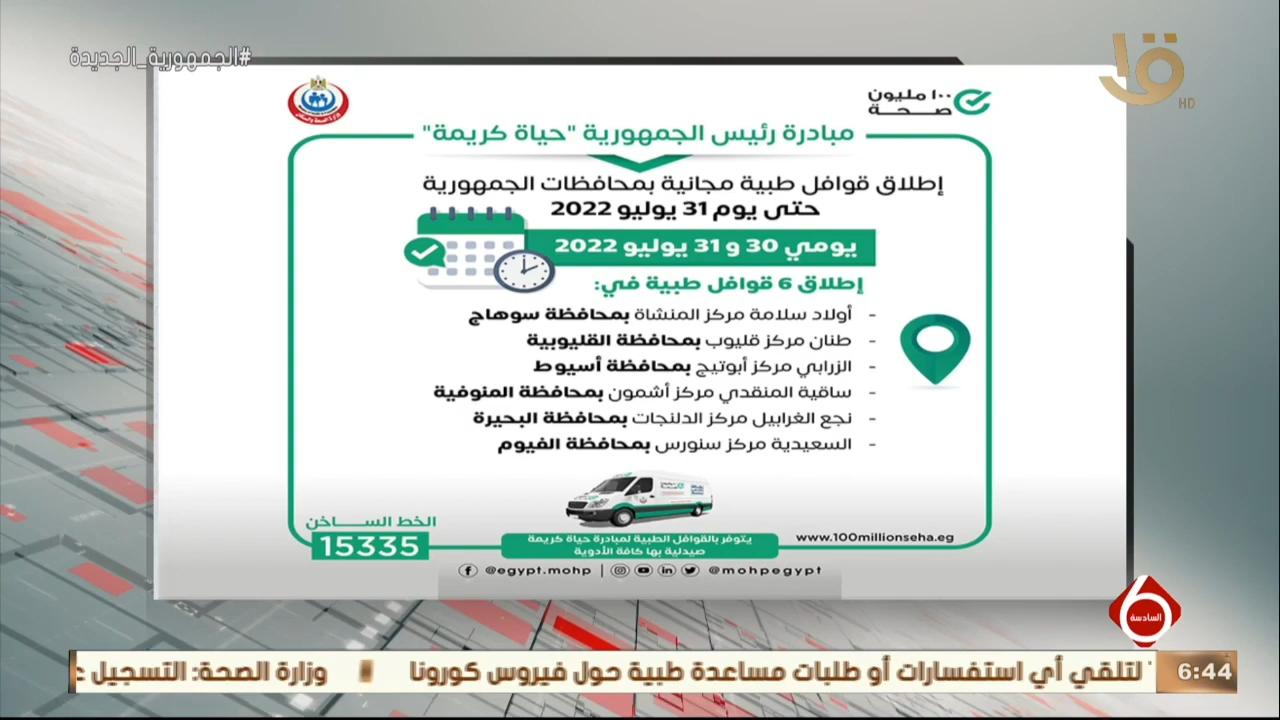 #الجمهورية_الجديدة
HD
١٠٠ مليون
صحة
مبادرة رئيس الجمهورية "حياة كريمة"
إطلاق قوافل طبية مجانية بمحافظات الجمهورية
حتى يوم 31 يوليو 2022
يومي 30 و 31 يوليو 2022
إطلاق 6 قوافل طبية في:
- أولاد سلامة مركز المنشاة بمحافظة سوهاج
- طنان مركز قليوب بمحافظة القليوبية
- الزرابي مركز أبوتيج بمحافظة أسيوط
- ساقية المنقدي مركز أشمون بمحافظة المنوفية
- نجع الغرابيل مركز الدلنجات بمحافظة البحيرة
- السعيدية مركز سنورس بمحافظة الفيوم
الخط الساخن
15335
يتوفر بالقوافل الطبية لمبادرة حياة كريمة
صيدلية بها كافة الأدوية
www.100millionseha.eg
@egypt.mohp | @mohpegypt
6
السادسة
لتلقي أي استفسارات أو طلبات مساعدة طبية حول فيروس كورونا
وزارة الصحة: التسجيل
6:44